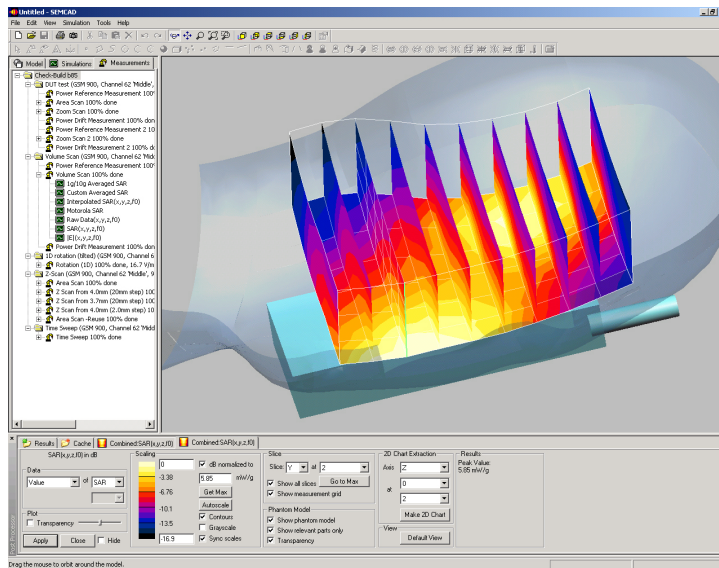 Untitled - SEMCAD
File Edit View Simulation Tools Help
Model Simulations Measurements
Check-Build b85
DUT test (GSM 900, Channel 62 'Middle',
Power Reference Measurement 100%
Area Scan 100% done
Zoom Scan 100% done
Power Drift Measurement 100% don
Power Reference Measurement 2 10
Zoom Scan 2 100% done
Power Drift Measurement 2 100% d
Volume Scan (GSM 900, Channel 62 'Midd
Power Reference Measurement 100%
Volume Scan 100% done
1g/10g Averaged SAR
Custom Averaged SAR
Interpolated SAR(x,y,z,f0)
Motorola SAR
Raw Data(x,y,z,f0)
SAR(x,y,z,f0)
|E|(x,y,z,f0)
Power Drift Measurement 100% don
1D rotation (tilted) (GSM 900, Channel 6
Rotation (1D) 100% done, 16.7 V/m
Z-Scan (GSM 900, Channel 62 'Middle', 9
Area Scan 100% done
Z Scan from 4.0mm (20mm step) 100
Z Scan from 3.7mm (20mm step) 100
Z Scan from 4.0mm (2.0mm step) 10
Area Scan -Reuse 100% done
Time Sweep (GSM 900, Channel 62 'Midd
Time Sweep 100% done
Results Cache Combined:SAR(x,y,z,f0) Combined:SAR(x,y,z,f0)
SAR(x,y,z,f0) in dB
Data
Value of SAR
Plot
Transparency
Apply Close Hide
Scaling
0
-3.38
-6.76
-10.1
-13.5
-16.9
dB normalized to
5.85 mW/g
Get Max
Autoscale
Contours
Grayscale
Sync scales
Slice
Slice: Y at 2
Show all slices Go to Max
Show measurement grid
Phantom Model
Show phantom model
Show relevant parts only
Transparency
2D Chart Extraction
Axis Z
0
at
2
Make 2D Chart
View
Default View
Results
Peak Value:
5.85 mW/g
Drag the mouse to orbit around the model.